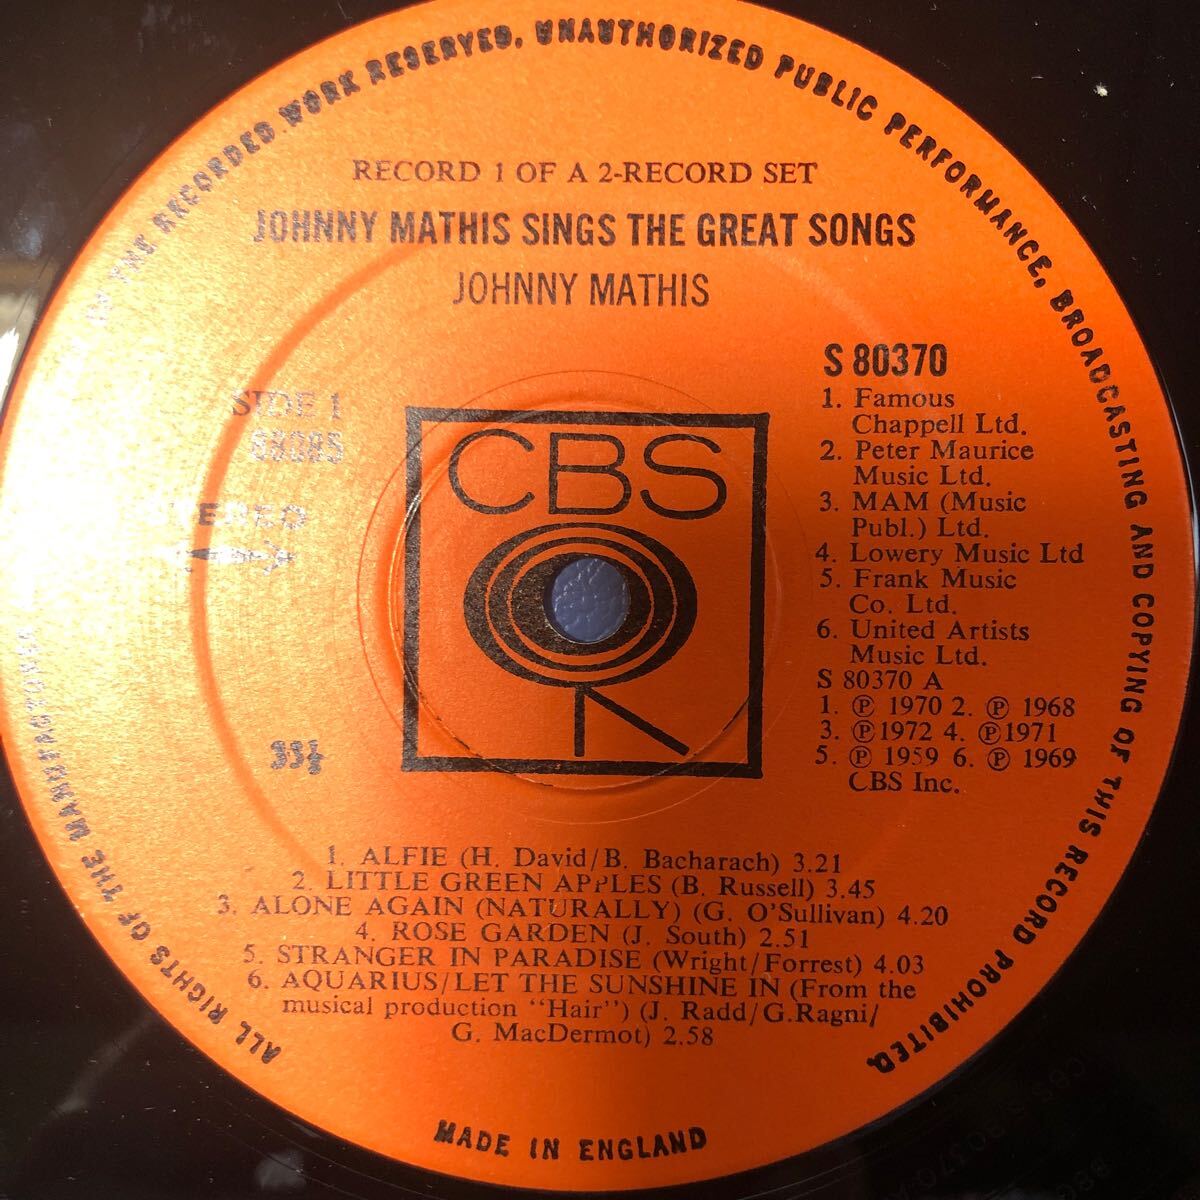 ALL RIGHTS OF THE MANUFACTURER AND OF THE RECORDED WORK RESERVED. UNAUTHORIZED PUBLIC PERFORMANCE, BROADCASTING AND COPYING OF THIS RECORD PROHIBITED.
RECORD 1 OF A 2-RECORD SET
JOHNNY MATHIS SINGS THE GREAT SONGS
JOHNNY MATHIS
SIDE 1
68085
STEREO
33⅓
CBS
S 80370
1. Famous
Chappell Ltd.
2. Peter Maurice
Music Ltd.
3. MAM (Music
Publ.) Ltd.
4. Lowery Music Ltd
5. Frank Music
Co. Ltd.
6. United Artists
Music Ltd.
S 80370 A
1. ℗ 1970 2. ℗ 1968
3. ℗1972 4. ℗1971
5. ℗ 1959 6. ℗ 1969
CBS Inc.
1. ALFIE (H. David/B. Bacharach) 3.21
2. LITTLE GREEN APPLES (B. Russell) 3.45
3. ALONE AGAIN (NATURALLY) (G. O'Sullivan) 4.20
4. ROSE GARDEN (J. South) 2.51
5. STRANGER IN PARADISE (Wright/Forrest) 4.03
6. AQUARIUS/LET THE SUNSHINE IN (From the
musical production "Hair") (J. Radd/G.Ragni/
G. MacDermot) 2.58
MADE IN ENGLAND